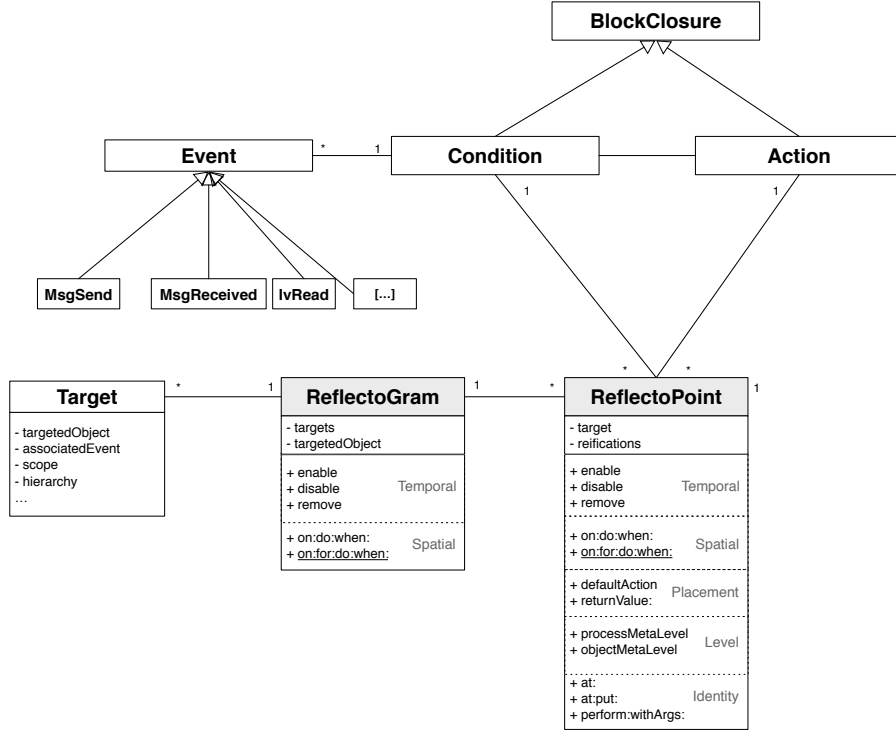 BlockClosure
Event
*
1
Condition
Action
1
1
MsgSend
MsgReceived
IvRead
[...]
*
*
Target
*
1
ReflectoGram
1
*
ReflectoPoint
1
- targetedObject
- associatedEvent
- scope
- hierarchy
...
- targets
- targetedObject
+ enable
+ disable
Temporal
+ remove
+ on:do:when:
Spatial
+ on:for:do:when:
- target
- reifications
+ enable
+ disable
Temporal
+ remove
+ on:do:when:
Spatial
+ on:for:do:when:
+ defaultAction
Placement
+ returnValue:
+ processMetaLevel
Level
+ objectMetaLevel
+ at:
+ at:put:
Identity
+ perform:withArgs: